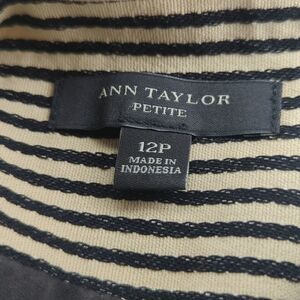 ANN TAYLOR
PETITE
12P
MADE IN
INDONESIA